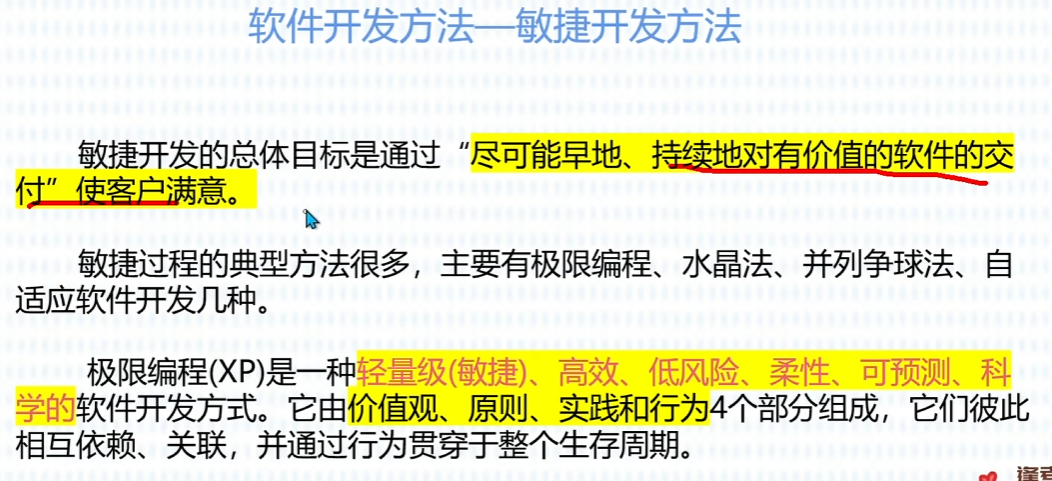 软件开发方法—敏捷开发方法
敏捷开发的总体目标是通过“尽可能早地、持续地对有价值的软件的交
付”使客户满意。
敏捷过程的典型方法很多，主要有极限编程、水晶法、并列争球法、自
适应软件开发几种。
极限编程(XP)是一种轻量级(敏捷)、高效、低风险、柔性、可预测、科
学的软件开发方式。它由价值观、原则、实践和行为4个部分组成，它们彼此
相互依赖、关联，并通过行为贯穿于整个生存周期。